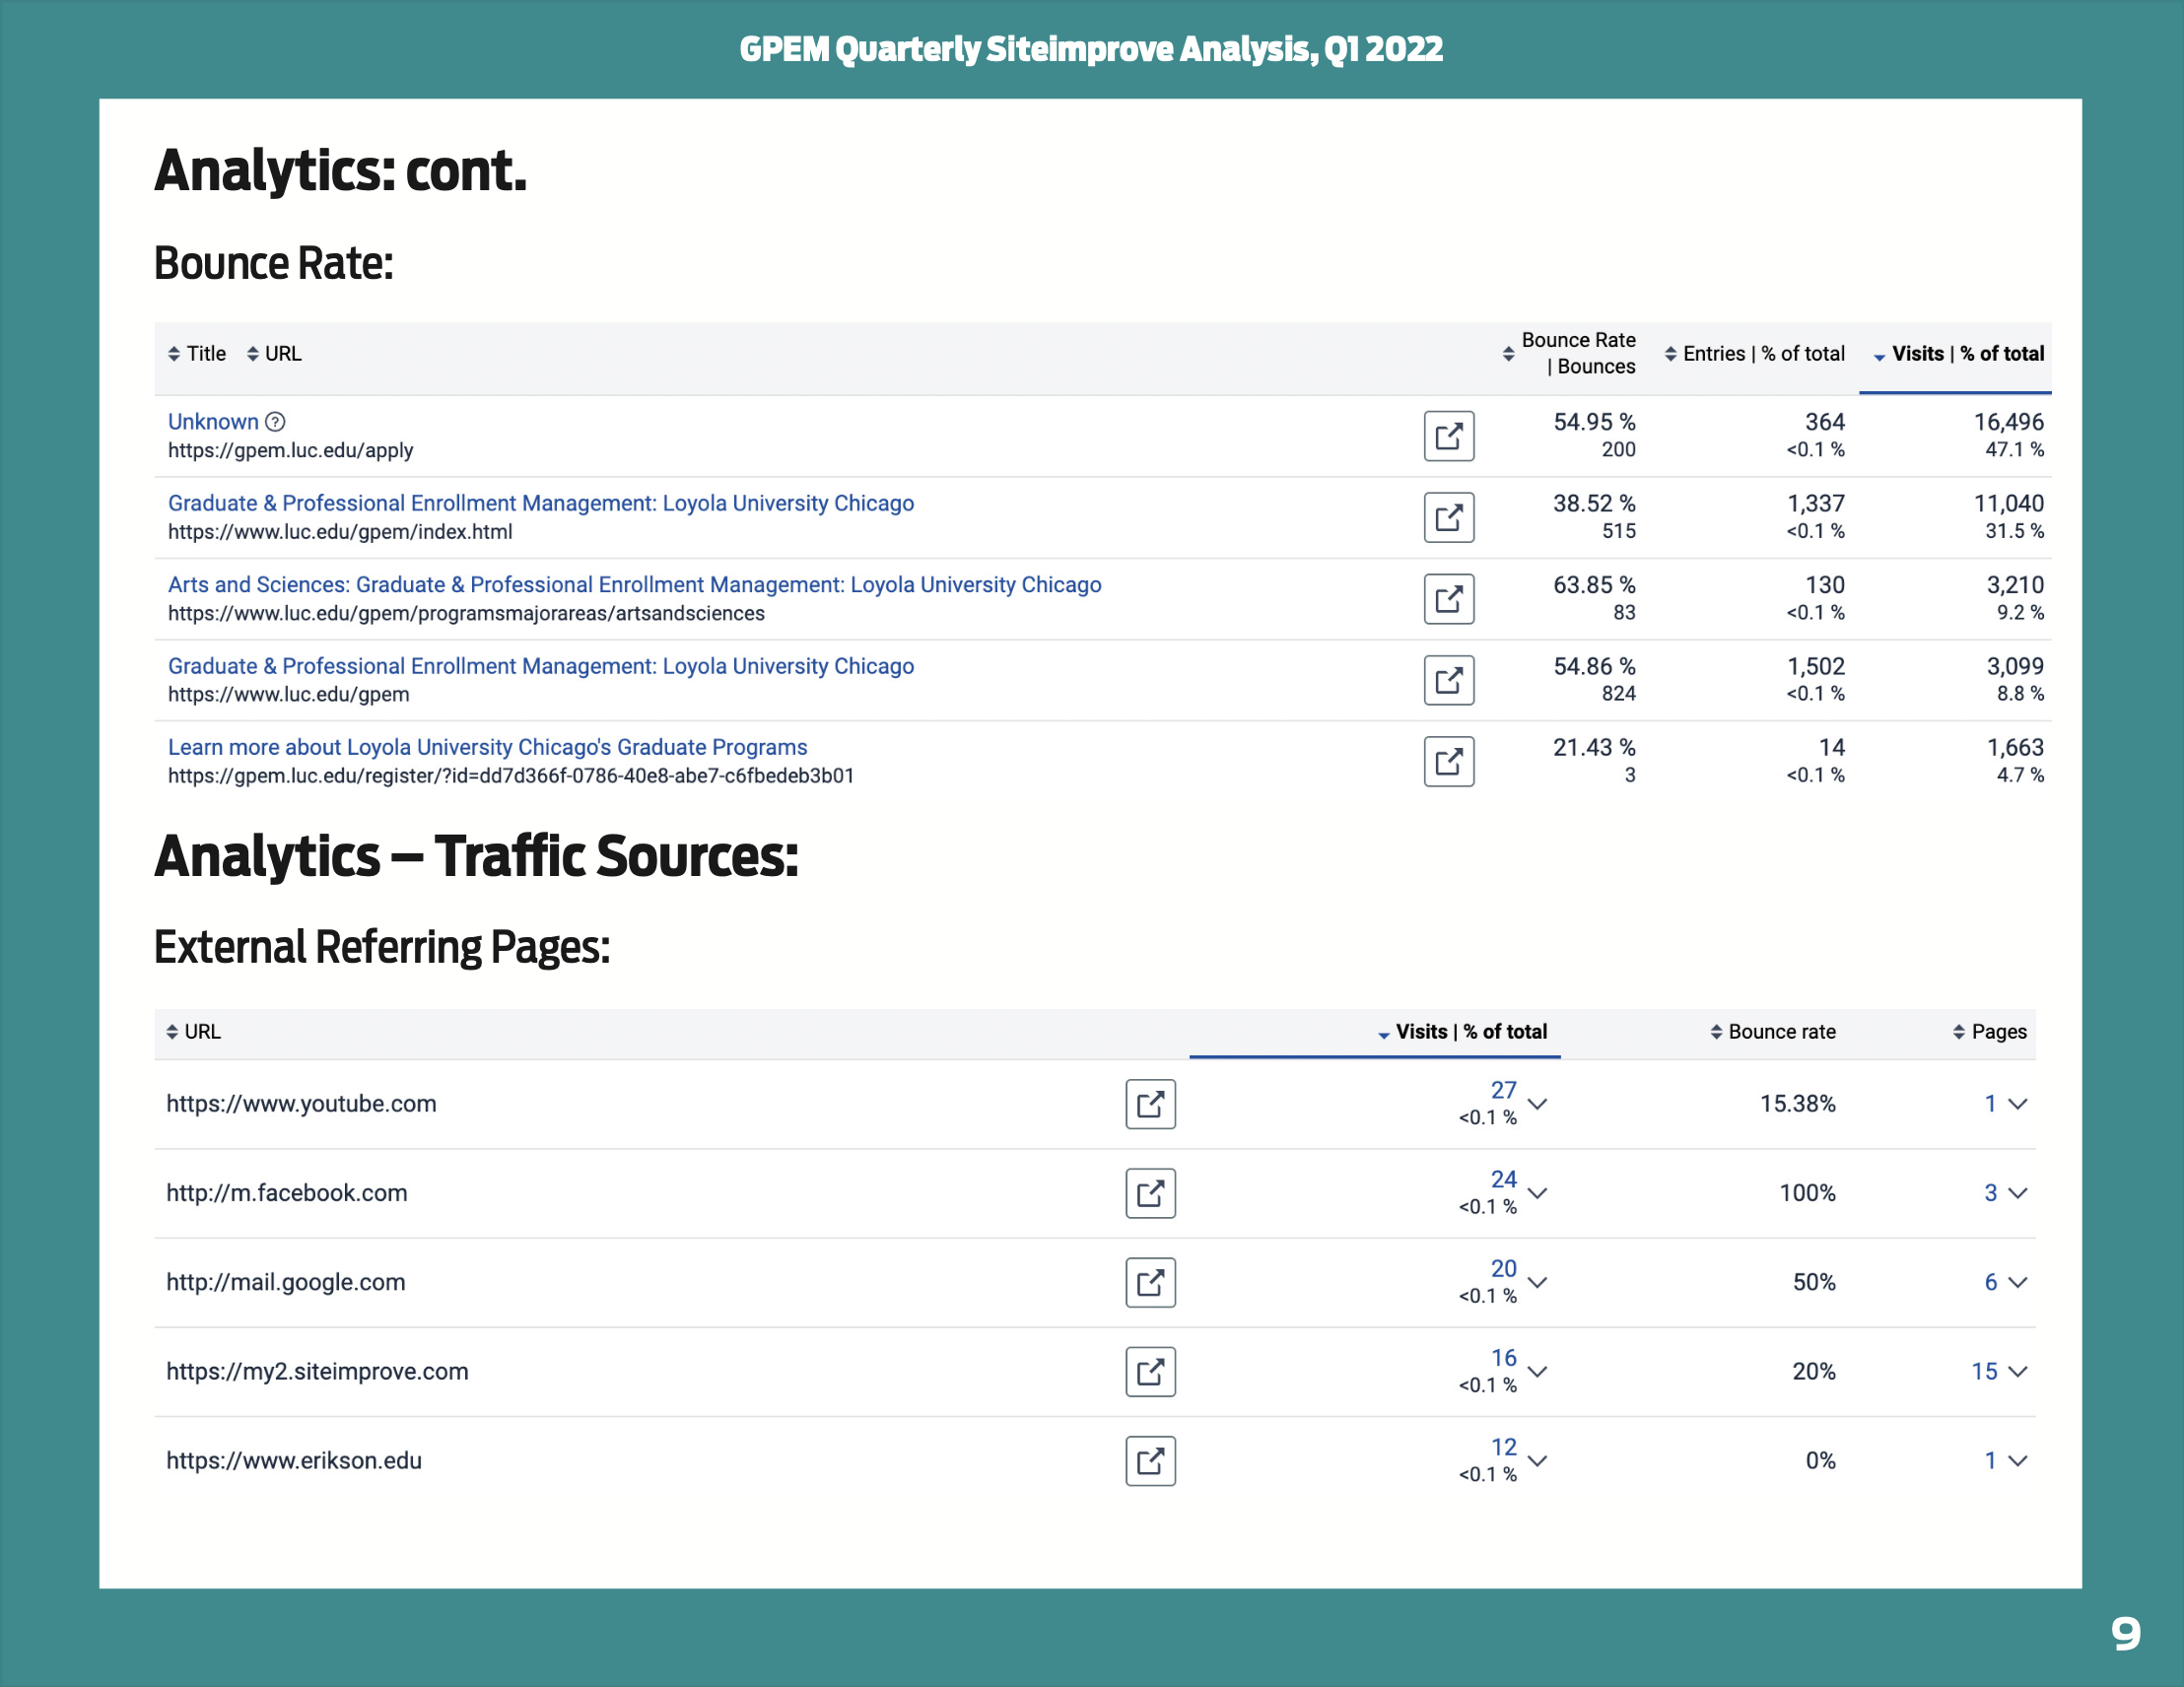 GPEM Quarterly Siteimprove Analysis, Q1 2022
Analytics: cont.
Bounce Rate:
Title URL Bounce Rate | Bounces Entries | % of total Visits | % of total
Unknown ? 54.95 % 364 16,496
https://gpem.luc.edu/apply 200 <0.1 % 47.1 %
Graduate & Professional Enrollment Management: Loyola University Chicago 38.52 % 1,337 11,040
https://www.luc.edu/gpem/index.html 515 <0.1 % 31.5 %
Arts and Sciences: Graduate & Professional Enrollment Management: Loyola University Chicago 63.85 % 130 3,210
https://www.luc.edu/gpem/programsmajorareas/artsandsciences 83 <0.1 % 9.2 %
Graduate & Professional Enrollment Management: Loyola University Chicago 54.86 % 1,502 3,099
https://www.luc.edu/gpem 824 <0.1 % 8.8 %
Learn more about Loyola University Chicago's Graduate Programs 21.43 % 14 1,663
https://gpem.luc.edu/register/?id=dd7d366f-0786-40e8-abe7-c6fbedeb3b01 3 <0.1 % 4.7 %
Analytics – Traffic Sources:
External Referring Pages:
URL Visits | % of total Bounce rate Pages
https://www.youtube.com 27 <0.1 % 15.38% 1
http://m.facebook.com 24 <0.1 % 100% 3
http://mail.google.com 20 <0.1 % 50% 6
https://my2.siteimprove.com 16 <0.1 % 20% 15
https://www.erikson.edu 12 <0.1 % 0% 1
9